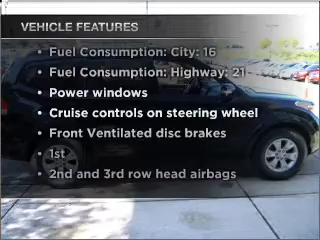 VEHICLE FEATURES
• Fuel Consumption: City: 16
• Fuel Consumption: Highway: 21
• Power windows
• Cruise controls on steering wheel
• Front Ventilated disc brakes
• 1st
• 2nd and 3rd row head airbags